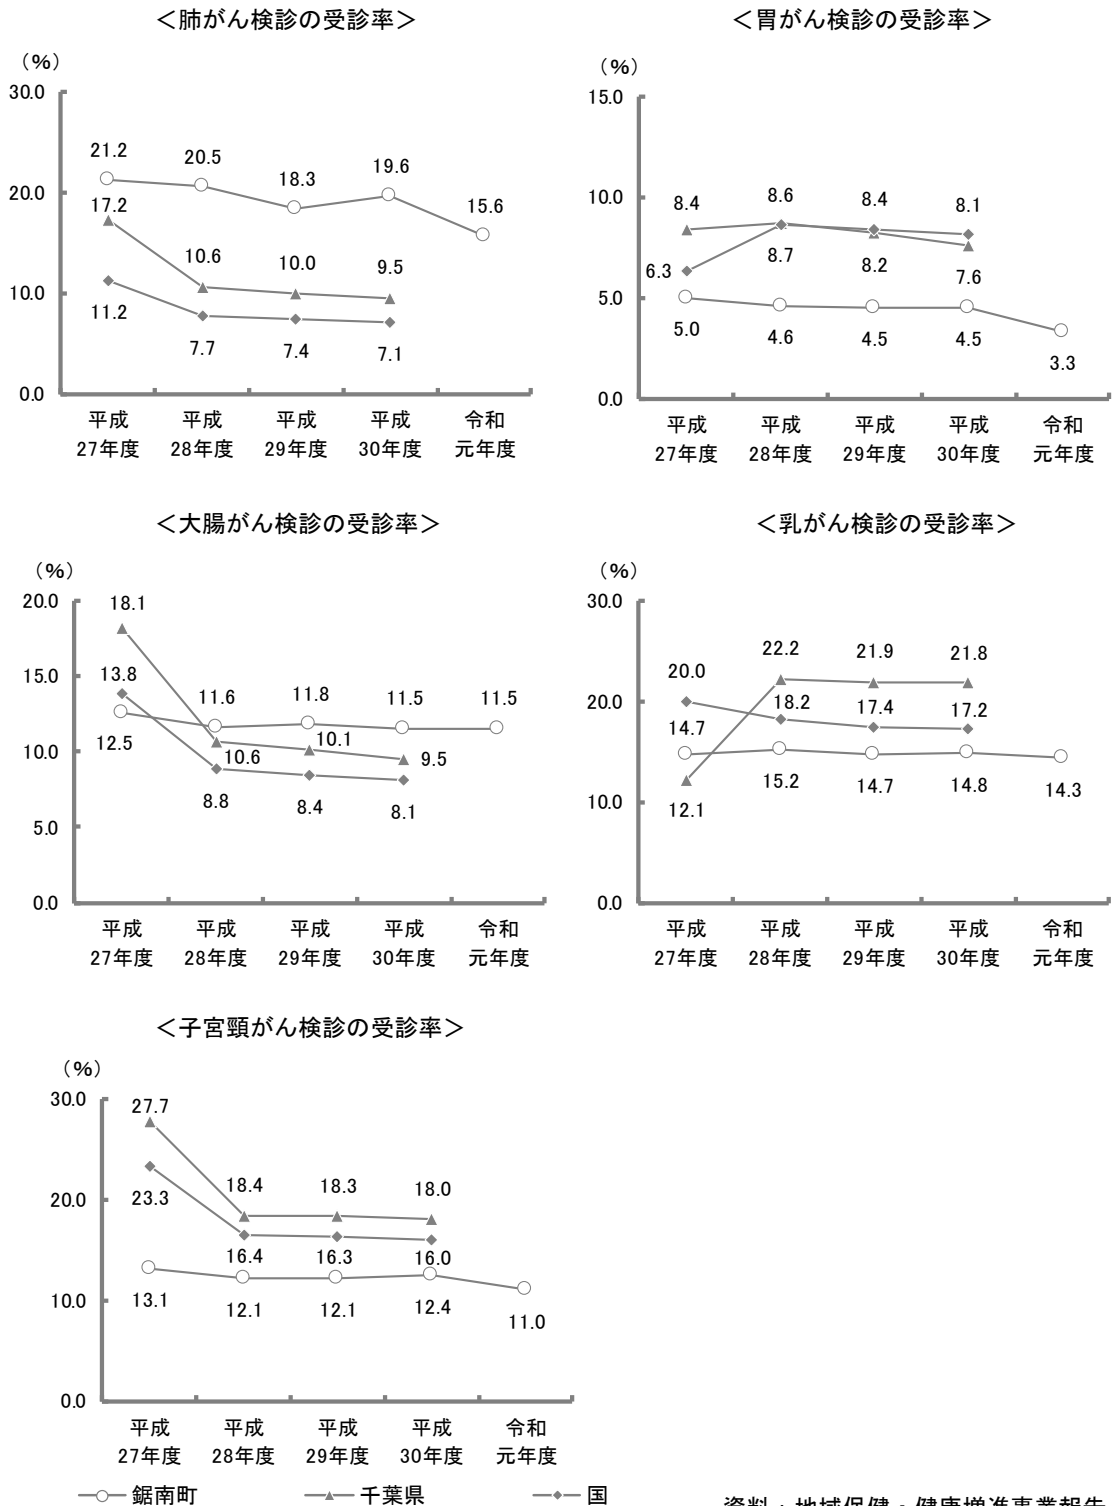 ＜肺がん検診の受診率＞
（%）
30.0
20.0
10.0
0.0
21.2
20.5
18.3
19.6
15.6
17.2
10.6
10.0
9.5
11.2
7.7
7.4
7.1
平成
27年度
平成
28年度
平成
29年度
平成
30年度
令和
元年度
＜胃がん検診の受診率＞
（%）
15.0
10.0
5.0
0.0
8.4
8.6
8.4
8.1
6.3
8.7
8.2
7.6
5.0
4.6
4.5
4.5
3.3
平成
27年度
平成
28年度
平成
29年度
平成
30年度
令和
元年度
＜大腸がん検診の受診率＞
（%）
20.0
15.0
10.0
5.0
0.0
18.1
13.8
12.5
11.6
11.8
11.5
11.5
10.6
10.1
9.5
8.8
8.4
8.1
平成
27年度
平成
28年度
平成
29年度
平成
30年度
令和
元年度
＜乳がん検診の受診率＞
（%）
30.0
20.0
10.0
0.0
20.0
22.2
21.9
21.8
14.7
18.2
17.4
17.2
12.1
15.2
14.7
14.8
14.3
平成
27年度
平成
28年度
平成
29年度
平成
30年度
令和
元年度
＜子宮頸がん検診の受診率＞
（%）
30.0
20.0
10.0
0.0
27.7
18.4
18.3
18.0
23.3
16.4
16.3
16.0
13.1
12.1
12.1
12.4
11.0
平成
27年度
平成
28年度
平成
29年度
平成
30年度
令和
元年度
鋸南町
千葉県
国
資料：地域保健・健康増進事業報告